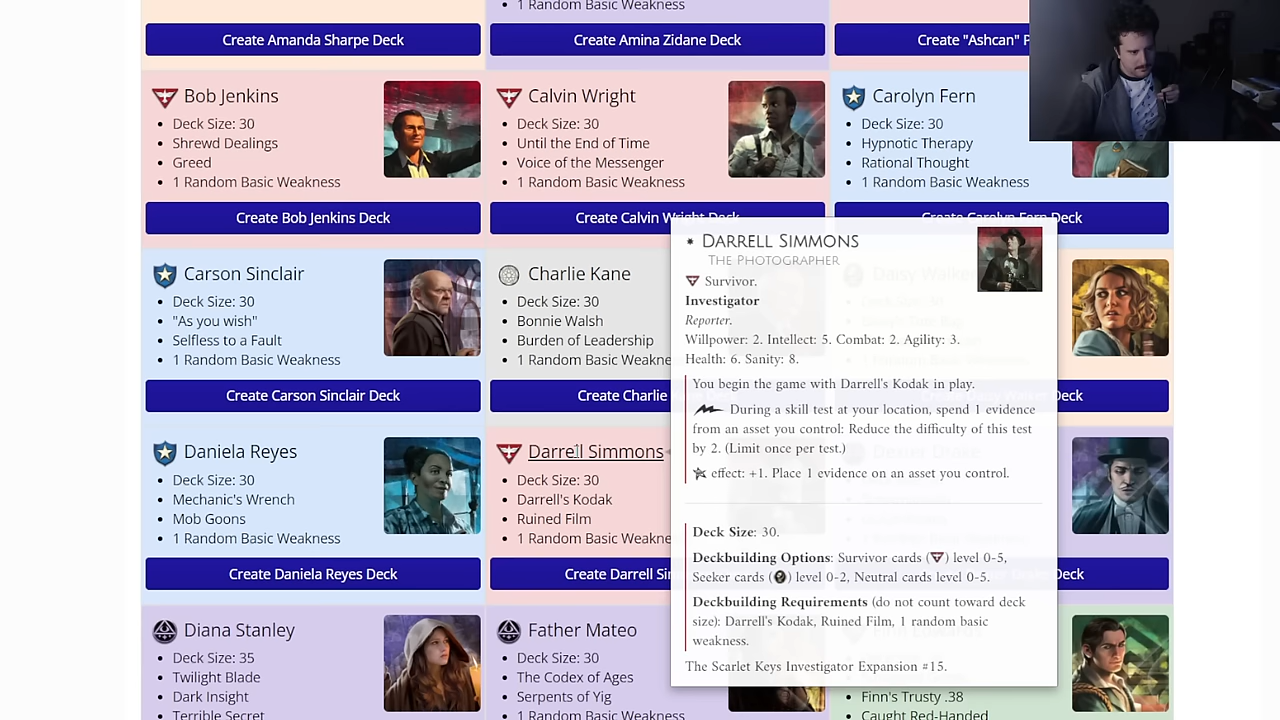 1 Random Basic Weakness
Create Amanda Sharpe Deck
Create Amina Zidane Deck
Create "Ashcan" P
Bob Jenkins
Deck Size: 30
Shrewd Dealings
Greed
1 Random Basic Weakness
Create Bob Jenkins Deck
Calvin Wright
Deck Size: 30
Until the End of Time
Voice of the Messenger
1 Random Basic Weakness
Create Calvin Wright Deck
Carolyn Fern
Deck Size: 30
Hypnotic Therapy
Rational Thought
1 Random Basic Weakness
Create Carolyn Fern Deck
Carson Sinclair
Deck Size: 30
"As you wish"
Selfless to a Fault
1 Random Basic Weakness
Create Carson Sinclair Deck
Charlie Kane
Deck Size: 30
Bonnie Walsh
Burden of Leadership
1 Random Basic Weakne
Create Charlie
Daisy Walker
Deck
Daniela Reyes
Deck Size: 30
Mechanic's Wrench
Mob Goons
1 Random Basic Weakness
Create Daniela Reyes Deck
Darrell Simmons
Deck Size: 30
Darrell's Kodak
Ruined Film
1 Random Basic Weakne
Create Darrell Sim
Dexter Drake
Deck
DARRELL SIMMONS
THE PHOTOGRAPHER
Survivor.
Investigator
Reporter.
Willpower: 2. Intellect: 5. Combat: 2. Agility: 3.
Health: 6. Sanity: 8.
You begin the game with Darrell's Kodak in play.
During a skill test at your location, spend 1 evidence
from an asset you control: Reduce the difficulty of this test
by 2. (Limit once per test.)
effect: +1. Place 1 evidence on an asset you control.
Deck Size: 30.
Deckbuilding Options: Survivor cards () level 0-5,
Seeker cards () level 0-2, Neutral cards level 0-5.
Deckbuilding Requirements (do not count toward deck
size): Darrell's Kodak, Ruined Film, 1 random basic
weakness.
The Scarlet Keys Investigator Expansion #15.
Diana Stanley
Deck Size: 35
Twilight Blade
Dark Insight
Terrible Secret
Father Mateo
Deck Size: 30
The Codex of Ages
Serpents of Yig
1 Random Basic Weakness
Finn's Trusty .38
Caught Red-Handed